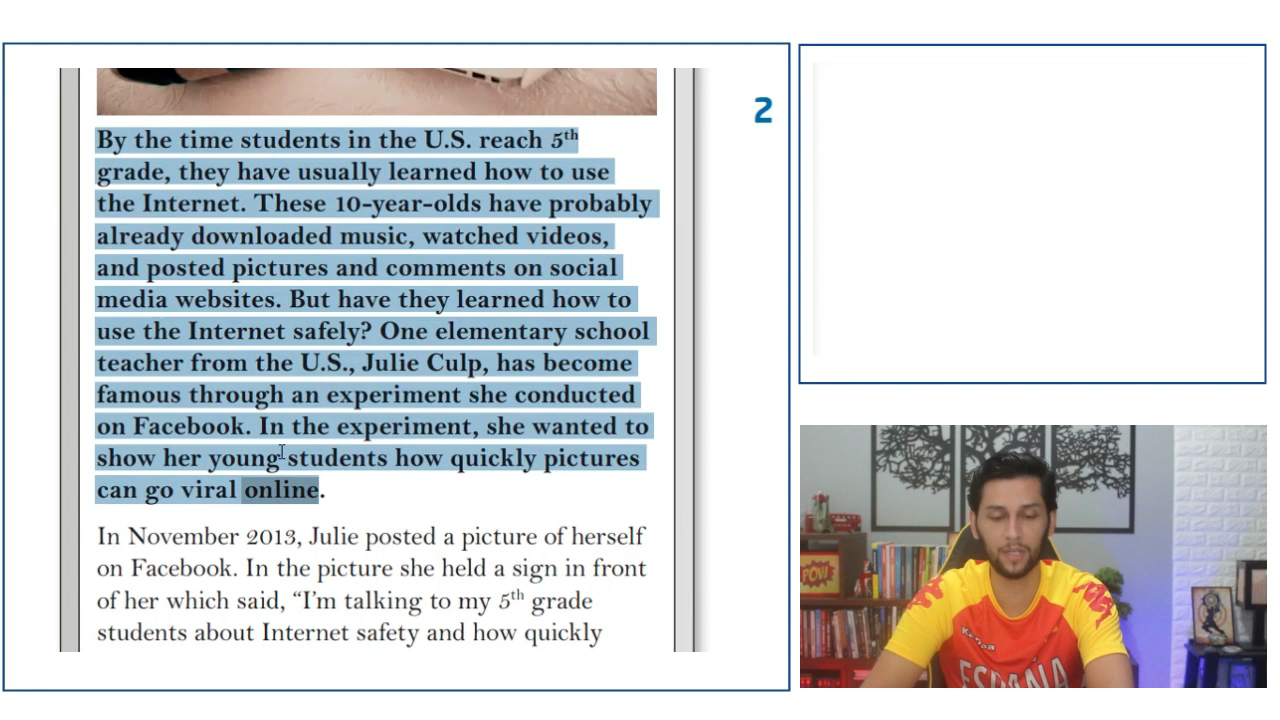 By the time students in the U.S. reach 5th
grade, they have usually learned how to use
the Internet. These 10-year-olds have probably
already downloaded music, watched videos,
and posted pictures and comments on social
media websites. But have they learned how to
use the Internet safely? One elementary school
teacher from the U.S., Julie Culp, has become
famous through an experiment she conducted
on Facebook. In the experiment, she wanted to
show her young students how quickly pictures
can go viral online.
In November 2013, Julie posted a picture of herself
on Facebook. In the picture she held a sign in front
of her which said, “I’m talking to my 5th grade
students about Internet safety and how quickly
2
POW!
Kappa
ESPAÑA